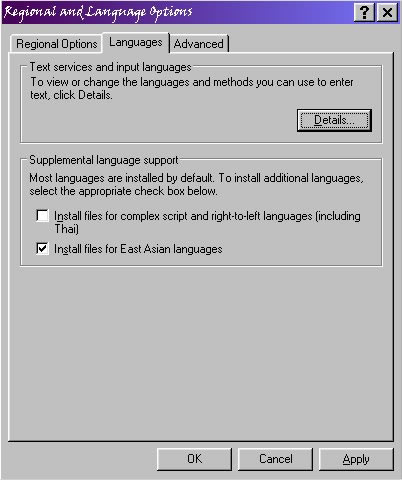 Regional and Language Options
Regional Options
Languages
Advanced
Text services and input languages
To view or change the languages and methods you can use to enter
text, click Details.
Details...
Supplemental language support
Most languages are installed by default. To install additional languages,
select the appropriate check box below.
Install files for complex script and right-to-left languages (including
Thai)
Install files for East Asian languages
OK
Cancel
Apply